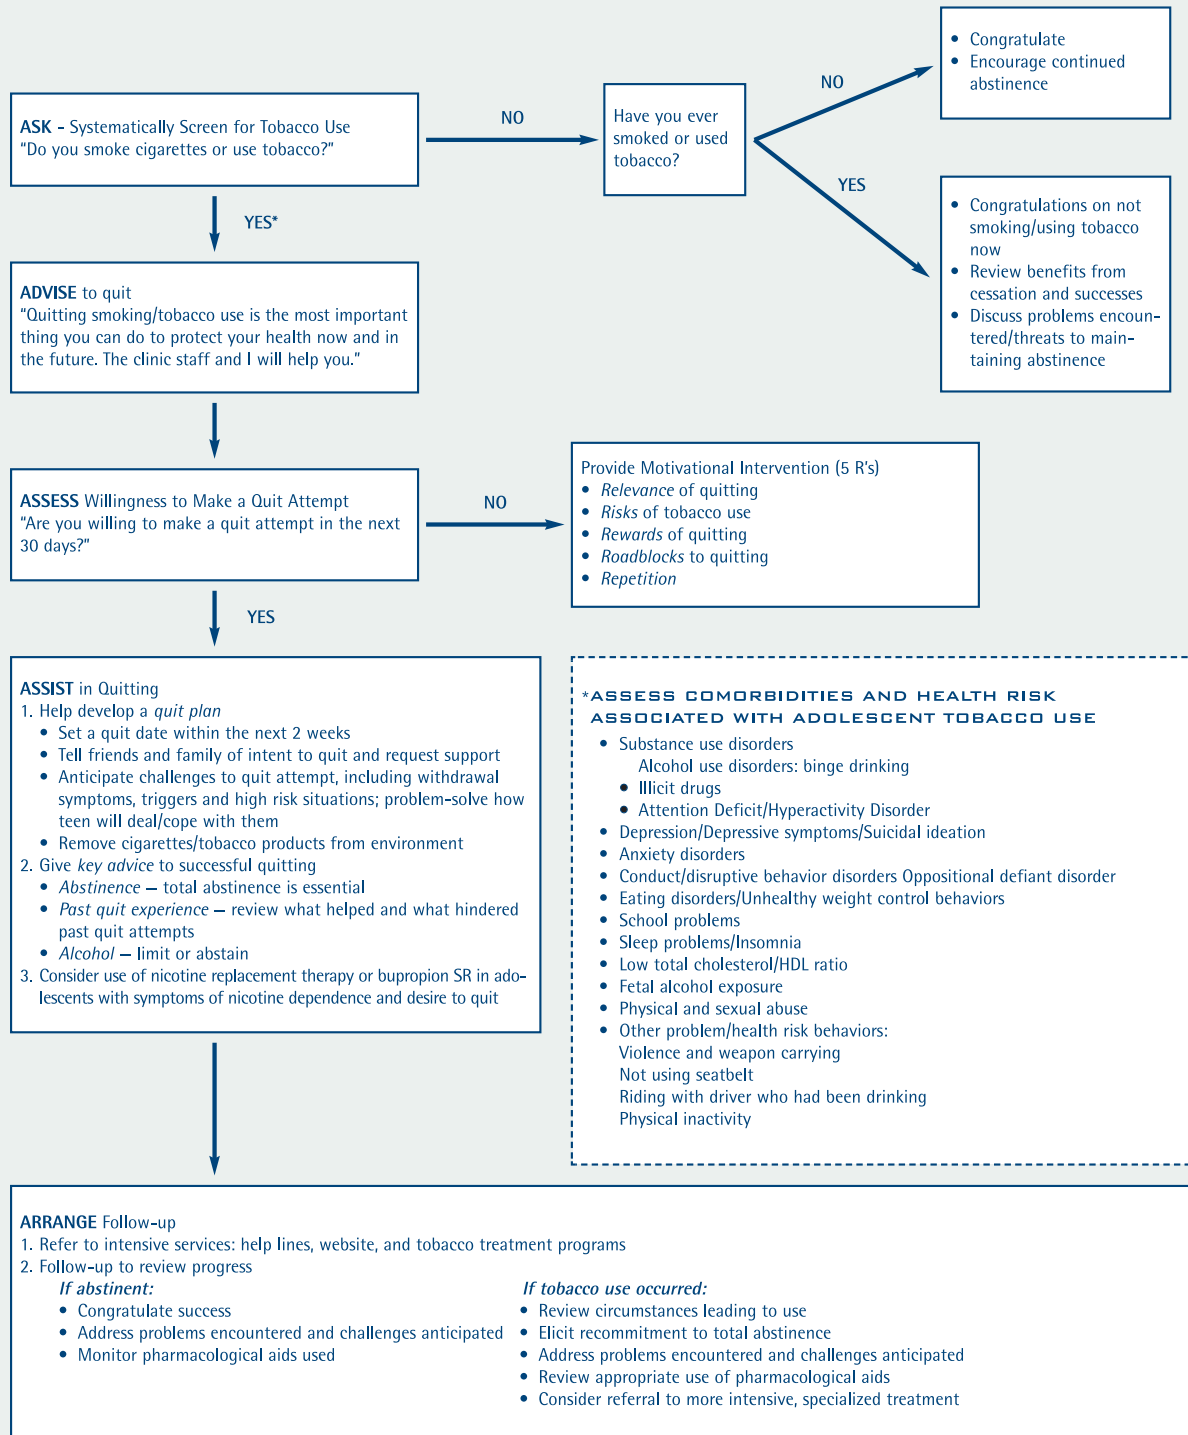 ASK - Systematically Screen for Tobacco Use
“Do you smoke cigarettes or use tobacco?”
NO
Have you ever
smoked or used
tobacco?
NO
• Congratulate
• Encourage continued
abstinence
YES
• Congratulations on not
smoking/using tobacco
now
• Review benefits from
cessation and successes
• Discuss problems encoun-
tered/threats to main-
taining abstinence
YES*
ADVISE to quit
“Quitting smoking/tobacco use is the most important
thing you can do to protect your health now and in
the future. The clinic staff and I will help you.”
ASSESS Willingness to Make a Quit Attempt
“Are you willing to make a quit attempt in the next
30 days?”
NO
Provide Motivational Intervention (5 R's)
• Relevance of quitting
• Risks of tobacco use
• Rewards of quitting
• Roadblocks to quitting
• Repetition
YES
ASSIST in Quitting
1. Help develop a quit plan
• Set a quit date within the next 2 weeks
• Tell friends and family of intent to quit and request support
• Anticipate challenges to quit attempt, including withdrawal
symptoms, triggers and high risk situations; problem-solve how
teen will deal/cope with them
• Remove cigarettes/tobacco products from environment
2. Give key advice to successful quitting
• Abstinence — total abstinence is essential
• Past quit experience — review what helped and what hindered
past quit attempts
• Alcohol — limit or abstain
3. Consider use of nicotine replacement therapy or bupropion SR in ado-
lescents with symptoms of nicotine dependence and desire to quit
*ASSESS COMORBIDITIES AND HEALTH RISK
ASSOCIATED WITH ADOLESCENT TOBACCO USE
• Substance use disorders
Alcohol use disorders: binge drinking
• Illicit drugs
• Attention Deficit/Hyperactivity Disorder
• Depression/Depressive symptoms/Suicidal ideation
• Anxiety disorders
• Conduct/disruptive behavior disorders Oppositional defiant disorder
• Eating disorders/Unhealthy weight control behaviors
• School problems
• Sleep problems/Insomnia
• Low total cholesterol/HDL ratio
• Fetal alcohol exposure
• Physical and sexual abuse
• Other problem/health risk behaviors:
Violence and weapon carrying
Not using seatbelt
Riding with driver who had been drinking
Physical inactivity
ARRANGE Follow-up
1. Refer to intensive services: help lines, website, and tobacco treatment programs
2. Follow-up to review progress
If abstinent:
• Congratulate success
• Address problems encountered and challenges anticipated
• Monitor pharmacological aids used
If tobacco use occurred:
• Review circumstances leading to use
• Elicit recommitment to total abstinence
• Address problems encountered and challenges anticipated
• Review appropriate use of pharmacological aids
• Consider referral to more intensive, specialized treatment